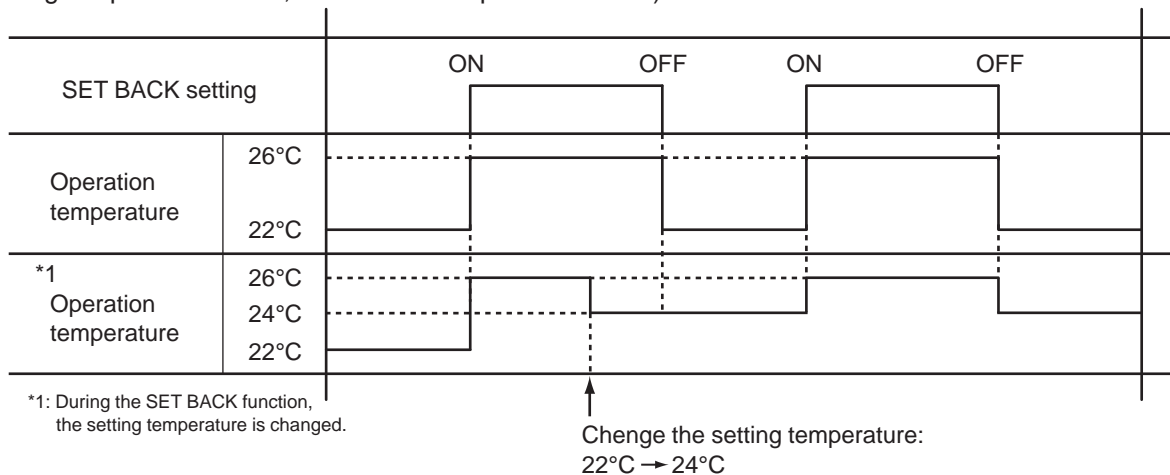 ON OFF ON OFF
SET BACK setting
26°C
Operation
temperature
22°C
*1
26°C
Operation
24°C
temperature
22°C
*1: During the SET BACK function,
the setting temperature is changed.
Chenge the setting temperature:
22°C → 24°C